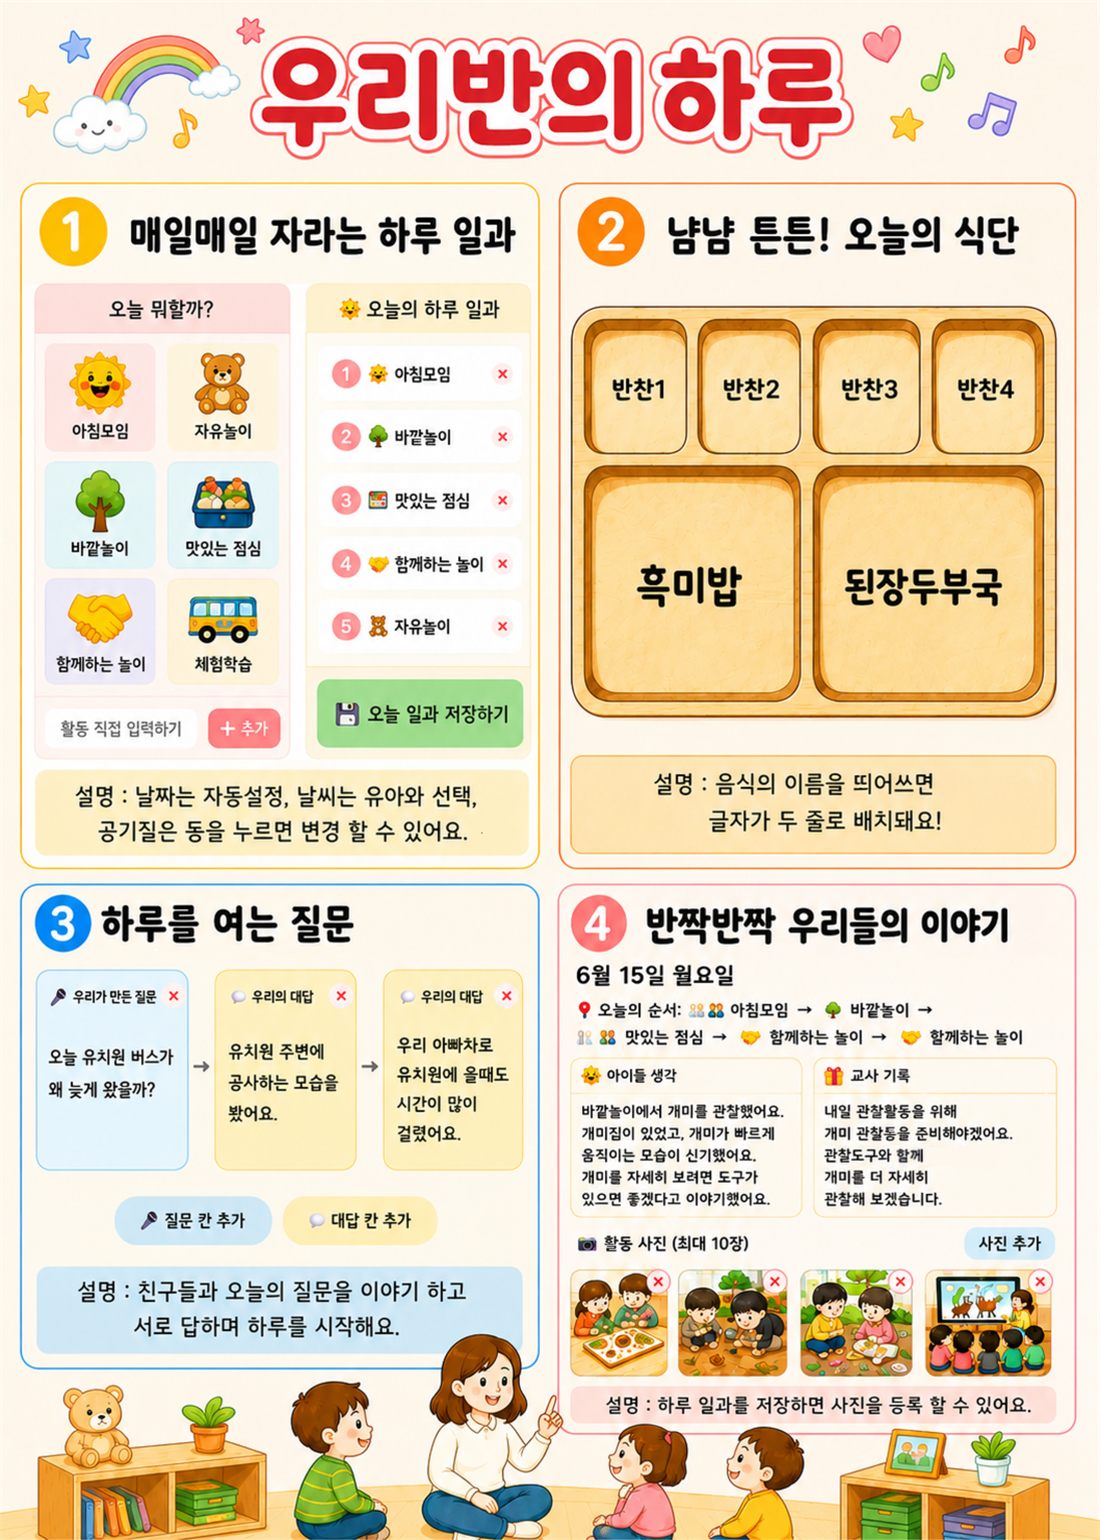 우리반의 하루
1 매일매일 자라는 하루 일과
오늘 뭐할까?
아침모임
자유놀이
바깥놀이
맛있는 점심
함께하는 놀이
체험학습
활동 직접 입력하기
+ 추가
오늘의 하루 일과
1 아침모임 ×
2 바깥놀이 ×
3 맛있는 점심 ×
4 함께하는 놀이 ×
5 자유놀이 ×
오늘 일과 저장하기
설명 : 날짜는 자동설정, 날씨는 유아와 선택,
공기질은 동을 누르면 변경 할 수 있어요.
2 냠냠 튼튼! 오늘의 식단
반찬1
반찬2
반찬3
반찬4
흑미밥
된장두부국
설명 : 음식의 이름을 띄어쓰면
글자가 두 줄로 배치돼요!
3 하루를 여는 질문
우리가 만든 질문 ×
오늘 유치원 버스가
왜 늦게 왔을까?
→
우리의 대답 ×
유치원 주변에
공사하는 모습을
봤어요.
→
우리의 대답 ×
우리 아빠차로
유치원에 올때도
시간이 많이
걸렸어요.
질문 칸 추가
대답 칸 추가
설명 : 친구들과 오늘의 질문을 이야기 하고
서로 답하며 하루를 시작해요.
4 반짝반짝 우리들의 이야기
6월 15일 월요일
오늘의 순서: 아침모임 → 바깥놀이 →
맛있는 점심 → 함께하는 놀이 → 함께하는 놀이
아이들 생각
바깥놀이에서 개미를 관찰했어요.
개미집이 있었고, 개미가 빠르게
움직이는 모습이 신기했어요.
개미를 자세히 보려면 도구가
있으면 좋겠다고 이야기했어요.
교사 기록
내일 관찰활동을 위해
개미 관찰통을 준비해야겠어요.
관찰도구와 함께
개미를 더 자세히
관찰해 보겠습니다.
활동 사진 (최대 10장)
사진 추가
× × × ×
설명 : 하루 일과를 저장하면 사진을 등록 할 수 있어요.